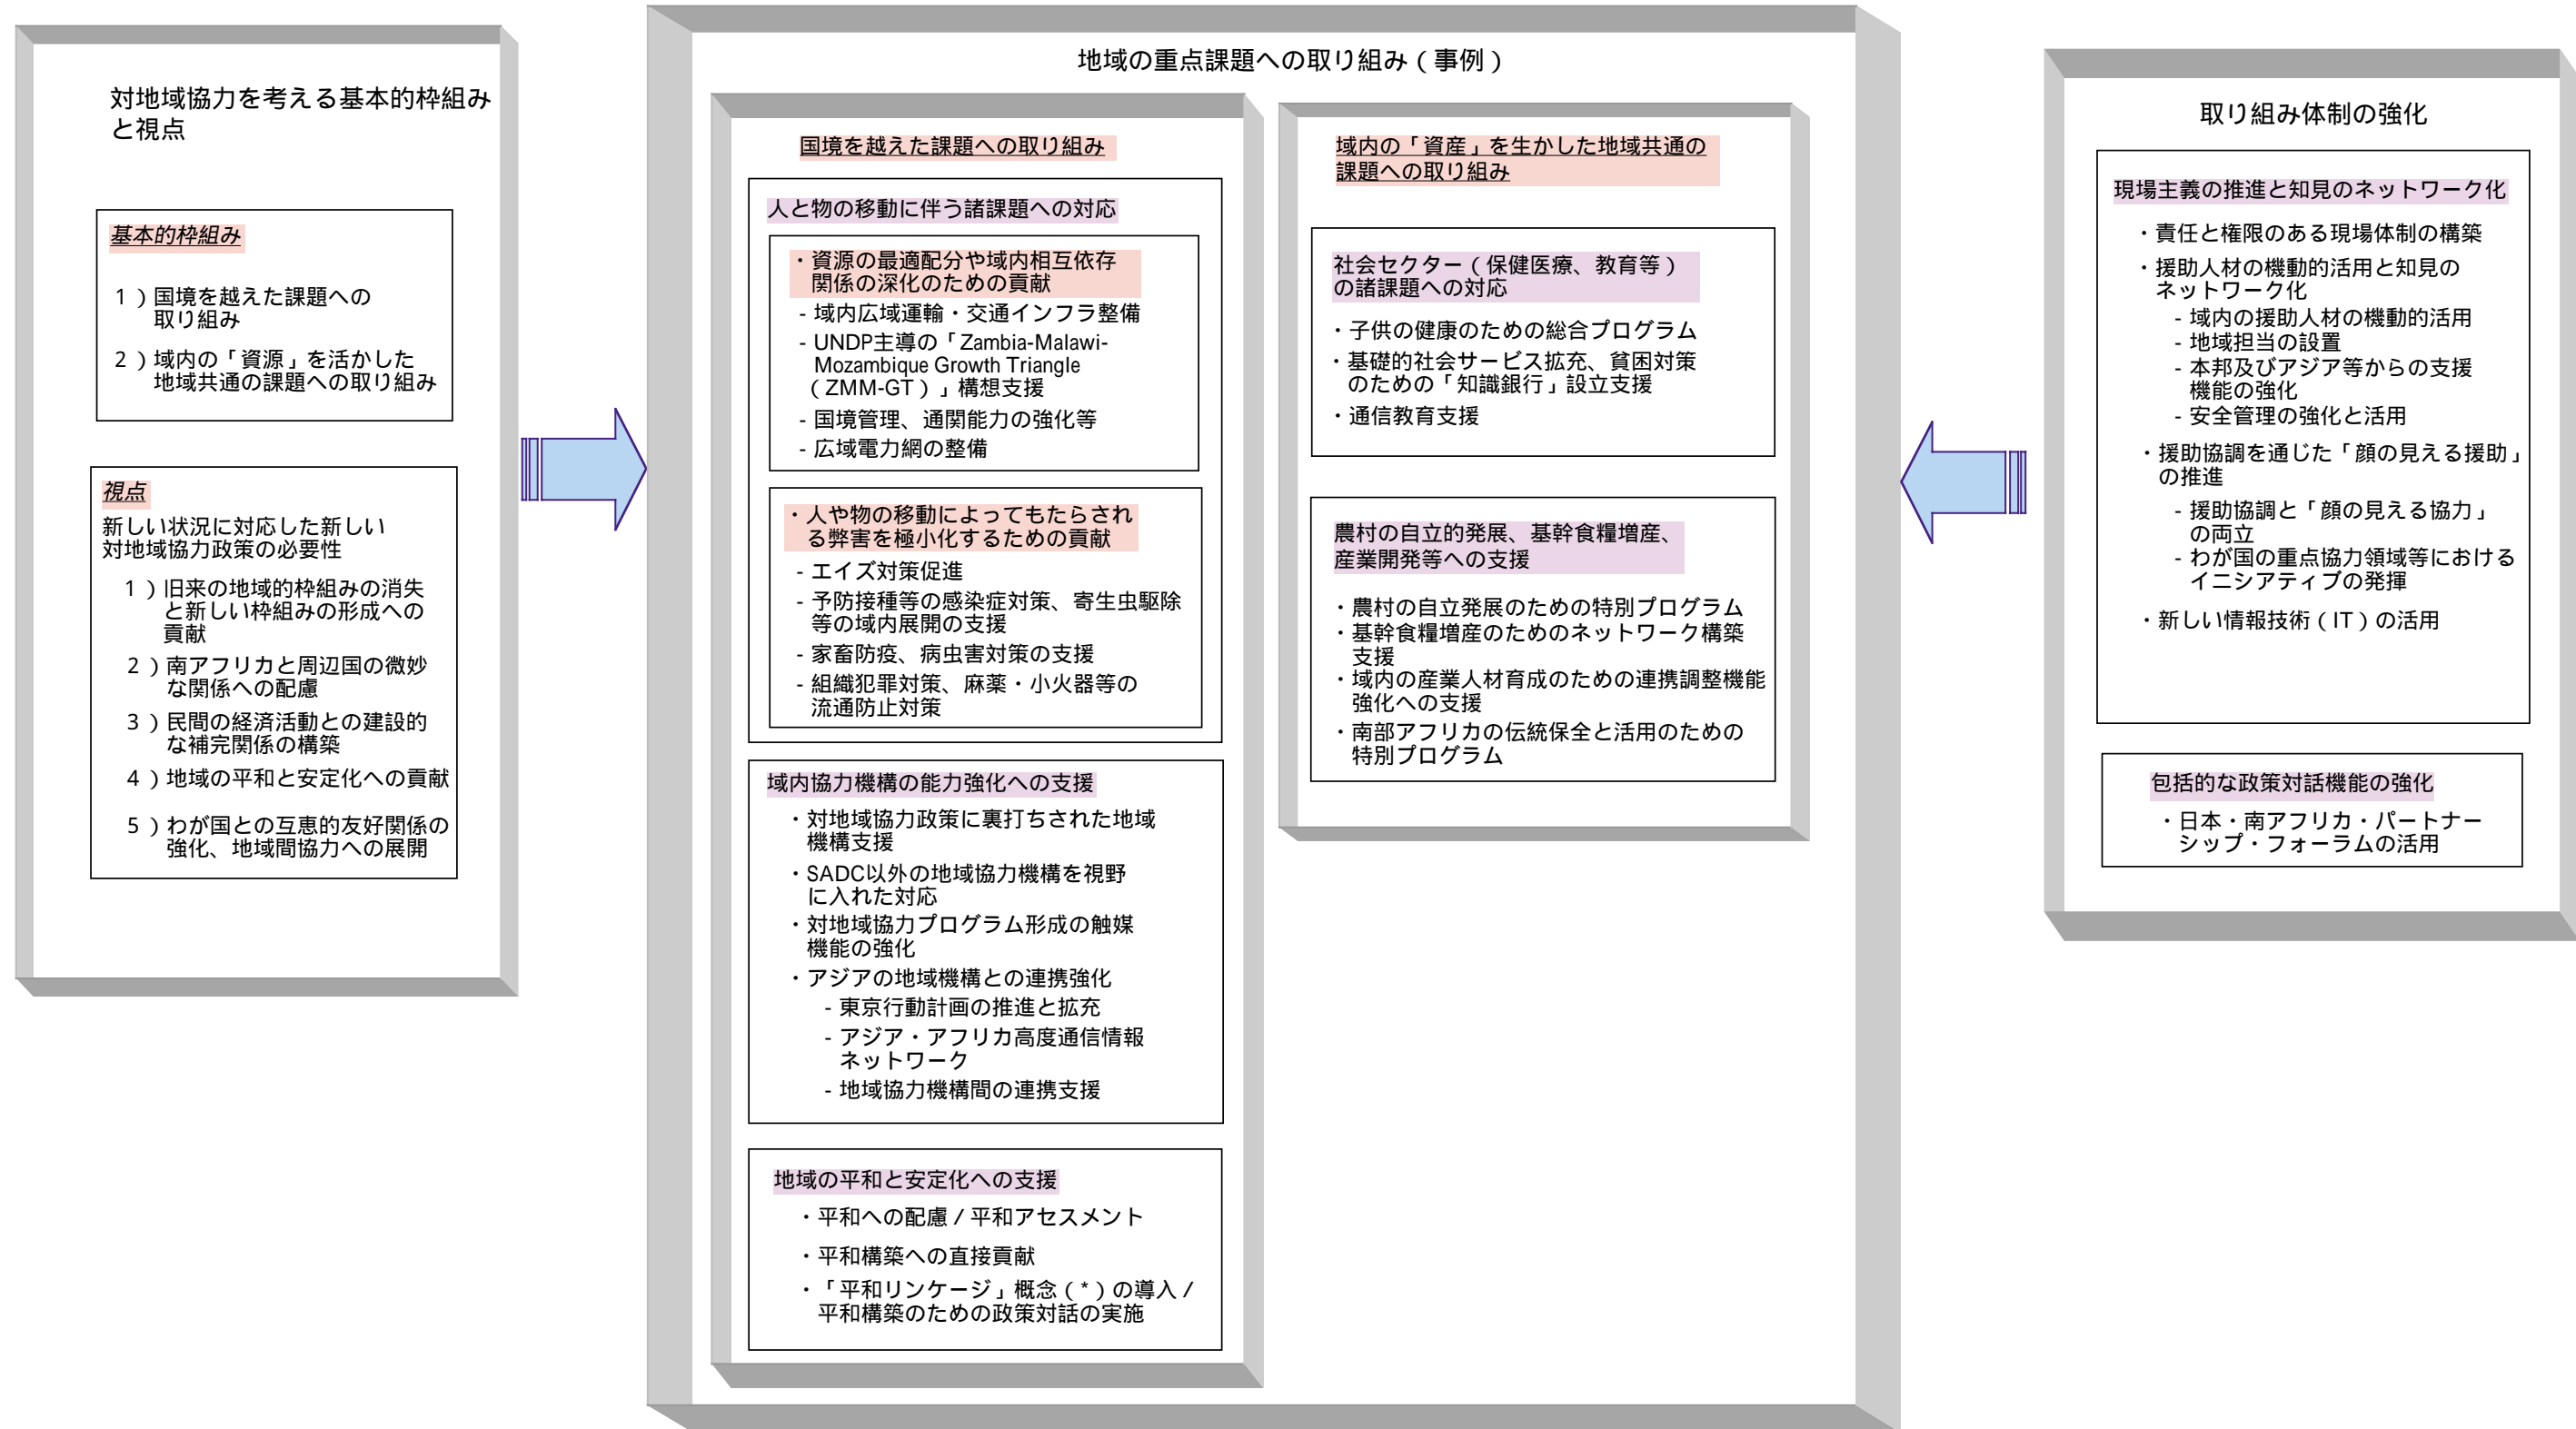 対地域協力を考える基本的枠組み
と視点
基本的枠組み
1）国境を越えた課題への
取り組み
2）域内の「資源」を活かした
地域共通の課題への取り組み
視点
新しい状況に対応した新しい
対地域協力政策の必要性
1）旧来の地域的枠組みの消失
と新しい枠組みの形成への
貢献
2）南アフリカと周辺国の微妙
な関係への配慮
3）民間の経済活動との建設的
な補完関係の構築
4）地域の平和と安定化への貢献
5）わが国との互恵的友好関係の
強化、地域間協力への展開
地域の重点課題への取り組み（事例）
国境を越えた課題への取り組み
人と物の移動に伴う諸課題への対応
・資源の最適配分や域内相互依存
関係の深化のための貢献
- 域内広域運輸・交通インフラ整備
- UNDP主導の「Zambia-Malawi-
Mozambique Growth Triangle
（ZMM-GT）」構想支援
- 国境管理、通関能力の強化等
- 広域電力網の整備
・人や物の移動によってもたらされ
る弊害を極小化するための貢献
- エイズ対策促進
- 予防接種等の感染症対策、寄生虫駆除
等の域内展開の支援
- 家畜防疫、病虫害対策の支援
- 組織犯罪対策、麻薬・小火器等の
流通防止対策
域内協力機構の能力強化への支援
・対地域協力政策に裏打ちされた地域
機構支援
・SADC以外の地域協力機構を視野
に入れた対応
・対地域協力プログラム形成の触媒
機能の強化
・アジアの地域機構との連携強化
- 東京行動計画の推進と拡充
- アジア・アフリカ高度通信情報
ネットワーク
- 地域協力機構間の連携支援
地域の平和と安定化への支援
・平和への配慮 / 平和アセスメント
・平和構築への直接貢献
・「平和リンケージ」概念（*）の導入 /
平和構築のための政策対話の実施
域内の「資産」を生かした地域共通の
課題への取り組み
社会セクター（保健医療、教育等）
の諸課題への対応
・子供の健康のための総合プログラム
・基礎的社会サービス拡充、貧困対策
のための「知識銀行」設立支援
・通信教育支援
農村の自立的発展、基幹食糧増産、
産業開発等への支援
・農村の自立発展のための特別プログラム
・基幹食糧増産のためのネットワーク構築
支援
・域内の産業人材育成のための連携調整機能
強化への支援
・南部アフリカの伝統保全と活用のための
特別プログラム
取り組み体制の強化
現場主義の推進と知見のネットワーク化
・責任と権限のある現場体制の構築
・援助人材の機動的活用と知見の
ネットワーク化
- 域内の援助人材の機動的活用
- 地域担当の設置
- 本邦及びアジア等からの支援
機能の強化
- 安全管理の強化と活用
・援助協調を通じた「顔の見える援助」
の推進
- 援助協調と「顔の見える協力」
の両立
- わが国の重点協力領域等における
イニシアティブの発揮
・新しい情報技術（IT）の活用
包括的な政策対話機能の強化
・日本・南アフリカ・パートナー
シップ・フォーラムの活用